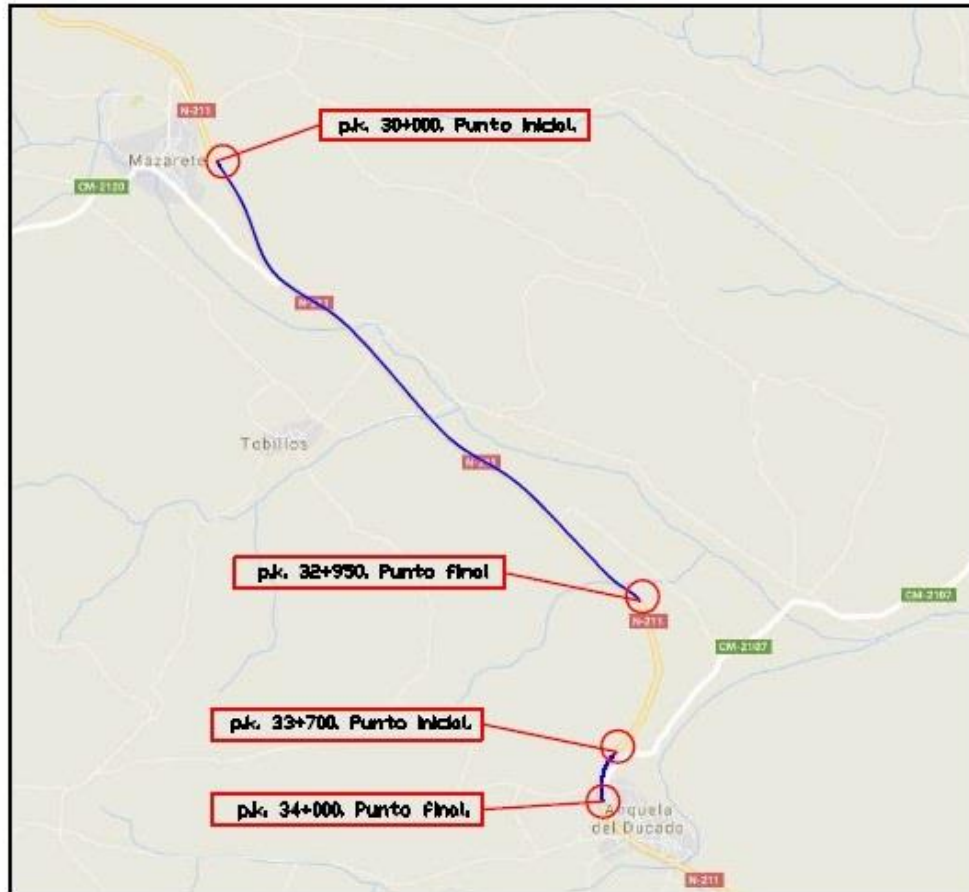 N-211
p.k. 30+000. Punto inicial.
Mazarete
CM-2120
N-211
Tobillos
N-211
p.k. 32+950. Punto final
CM-2107
N-211
CM-2107
p.k. 33+700. Punto inicial.
p.k. 34+000. Punto final.
Anquela
del Ducado
N-211